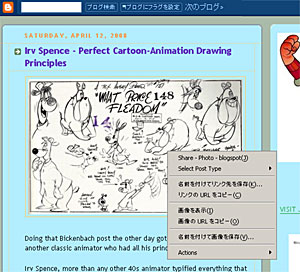 ブログ検索
ブログにフラグを設定
次のブログ»
SATURDAY, APRIL 12, 2008
Irv Spence - Perfect Cartoon-Animation Drawing
Principles
"WHAT PRICE
FLEADOM"
148
14
Share - Photo - blogspot(J)
Select Post Type
名前を付けてリンク先を保存(K)...
リンクの URL をコピー(C)
画像を表示(I)
画像の URL をコピー(O)
名前を付けて画像を保存(V)...
Actions
Doing that Bickenbach post the other day got
another classic animator who had all his princ
Irv Spence, more than any other 40s animator typified everything that